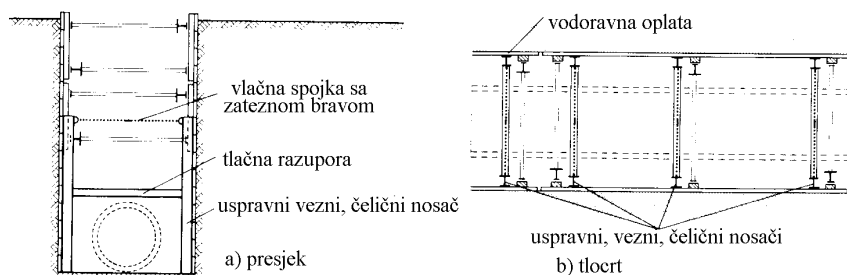 vlačna spojka sa
zateznom bravom
tlačna razupora
uspravni vezni, čelični nosač
a) presjek
vodoravna oplata
uspravni, vezni, čelični nosači
b) tlocrt